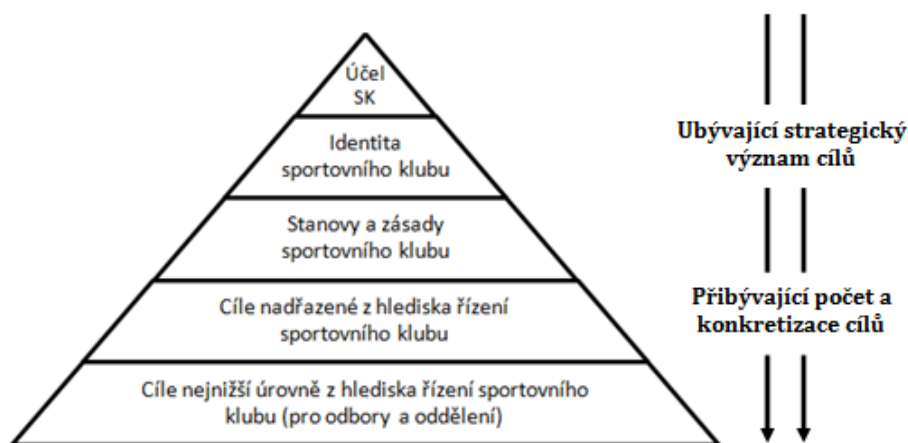 Účel
SK
Identita
sportovního klubu
Stanovy a zásady
sportovního klubu
Cíle nadřazené z hlediska řízení
sportovního klubu
Cíle nejnižší úrovně z hlediska řízení sportovního
klubu (pro odbory a oddělení)
Ubývající strategický
význam cílů
Přibývající počet a
konkretizace cílů